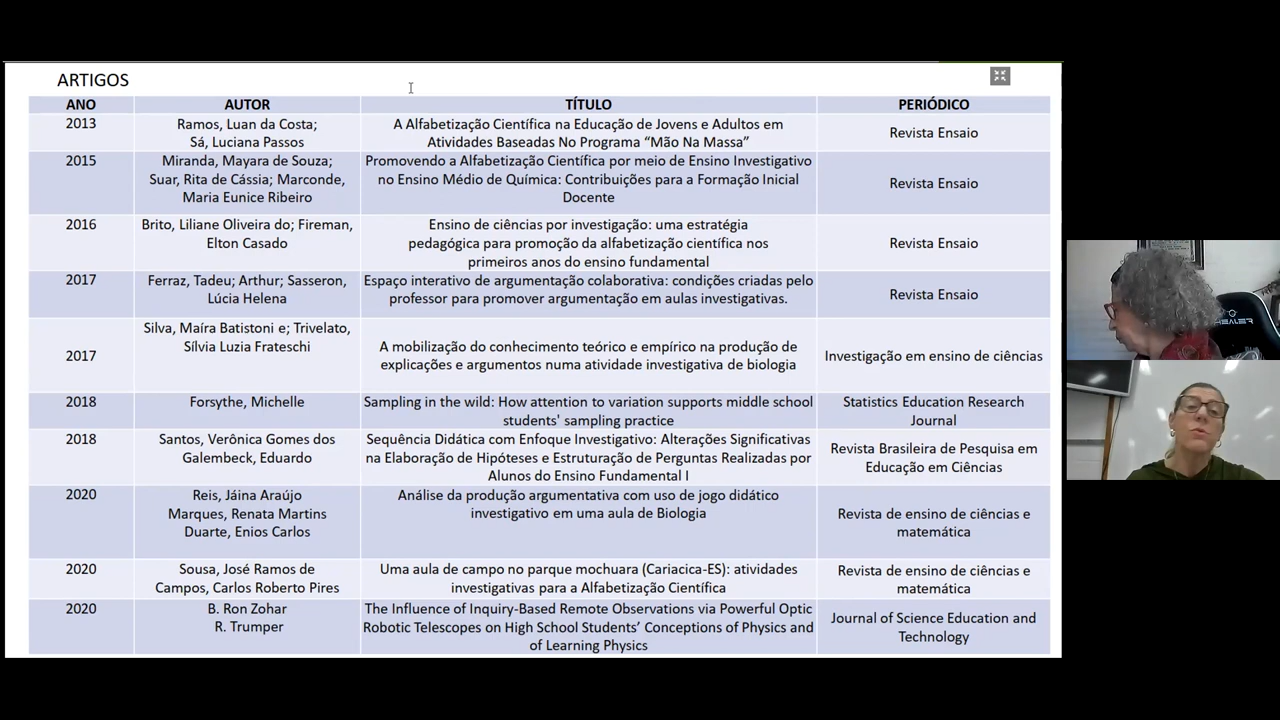 ARTIGOS
ANO AUTOR TÍTULO PERIÓDICO
2013 Ramos, Luan da Costa; A Alfabetização Científica na Educação de Jovens e Adultos em Revista Ensaio
Sá, Luciana Passos Atividades Baseadas No Programa “Mão Na Massa”
2015 Miranda, Mayara de Souza; Promovendo a Alfabetização Científica por meio de Ensino Investigativo Revista Ensaio
Suar, Rita de Cássia; Marconde, no Ensino Médio de Química: Contribuições para a Formação Inicial
Maria Eunice Ribeiro Docente
2016 Brito, Liliane Oliveira do; Fireman, Ensino de ciências por investigação: uma estratégia Revista Ensaio
Elton Casado pedagógica para promoção da alfabetização científica nos
primeiros anos do ensino fundamental
2017 Ferraz, Tadeu; Arthur; Sasseron, Espaço interativo de argumentação colaborativa: condições criadas pelo Revista Ensaio
Lúcia Helena professor para promover argumentação em aulas investigativas.
2017 Silva, Maíra Batistoni e; Trivelato, A mobilização do conhecimento teórico e empírico na produção de Investigação em ensino de ciências
Sílvia Luzia Frateschi explicações e argumentos numa atividade investigativa de biologia
2018 Forsythe, Michelle Sampling in the wild: How attention to variation supports middle school Statistics Education Research
students' sampling practice Journal
2018 Santos, Verônica Gomes dos Sequência Didática com Enfoque Investigativo: Alterações Significativas Revista Brasileira de Pesquisa em
Galembeck, Eduardo na Elaboração de Hipóteses e Estruturação de Perguntas Realizadas por Educação em Ciências
Alunos do Ensino Fundamental I
2020 Reis, Jáina Araújo Análise da produção argumentativa com uso de jogo didático Revista de ensino de ciências e
Marques, Renata Martins investigativo em uma aula de Biologia matemática
Duarte, Enios Carlos
2020 Sousa, José Ramos de Uma aula de campo no parque mochuara (Cariacica-ES): atividades Revista de ensino de ciências e
Campos, Carlos Roberto Pires investigativas para a Alfabetização Científica matemática
2020 B. Ron Zohar The Influence of Inquiry-Based Remote Observations via Powerful Optic Journal of Science Education and
R. Trumper Robotic Telescopes on High School Students’ Conceptions of Physics and Technology
of Learning Physics